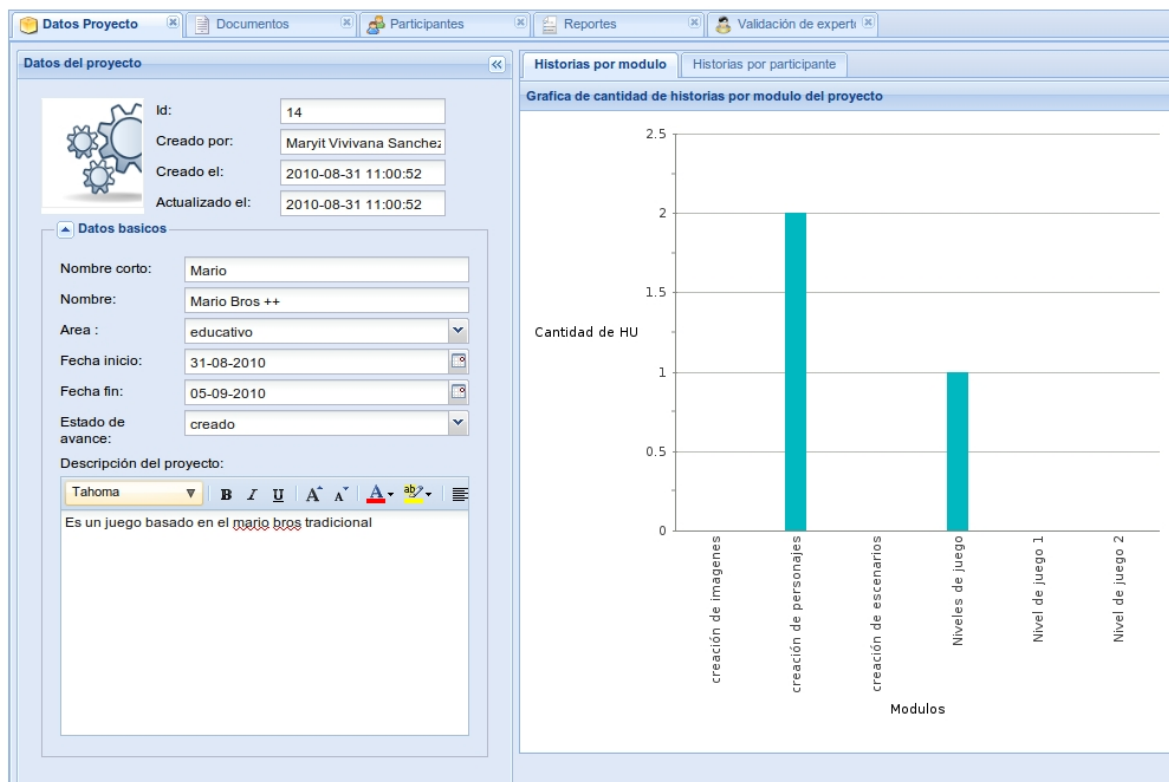 Datos Proyecto
Documentos
Participantes
Reportes
Validación de expert
Datos del proyecto
Id:
14
Creado por:
Maryit Vivivana Sanchez
Creado el:
2010-08-31 11:00:52
Actualizado el:
2010-08-31 11:00:52
Datos basicos
Nombre corto:
Mario
Nombre:
Mario Bros ++
Area :
educativo
Fecha inicio:
31-08-2010
Fecha fin:
05-09-2010
Estado de
avance:
creado
Descripción del proyecto:
Tahoma
B I U A A A ab
Es un juego basado en el mario bros tradicional
Historias por modulo
Historias por participante
Grafica de cantidad de historias por modulo del proyecto
2.5
2
1.5
Cantidad de HU
1
0.5
0
creación de imagenes
creación de personajes
creación de escenarios
Niveles de juego
Nivel de juego 1
Nivel de juego 2
Modulos